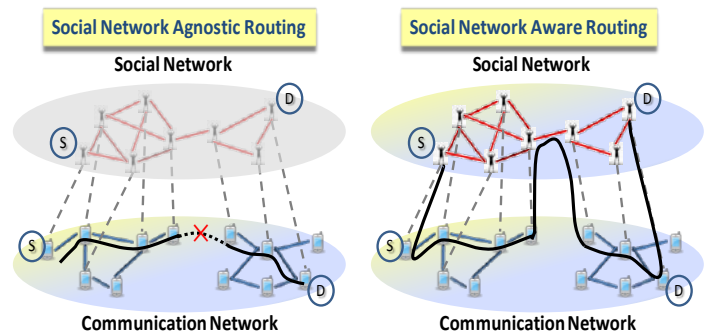 Social Network Agnostic Routing
Social Network
D
S
S
D
Communication Network
Social Network Aware Routing
Social Network
D
S
S
D
Communication Network